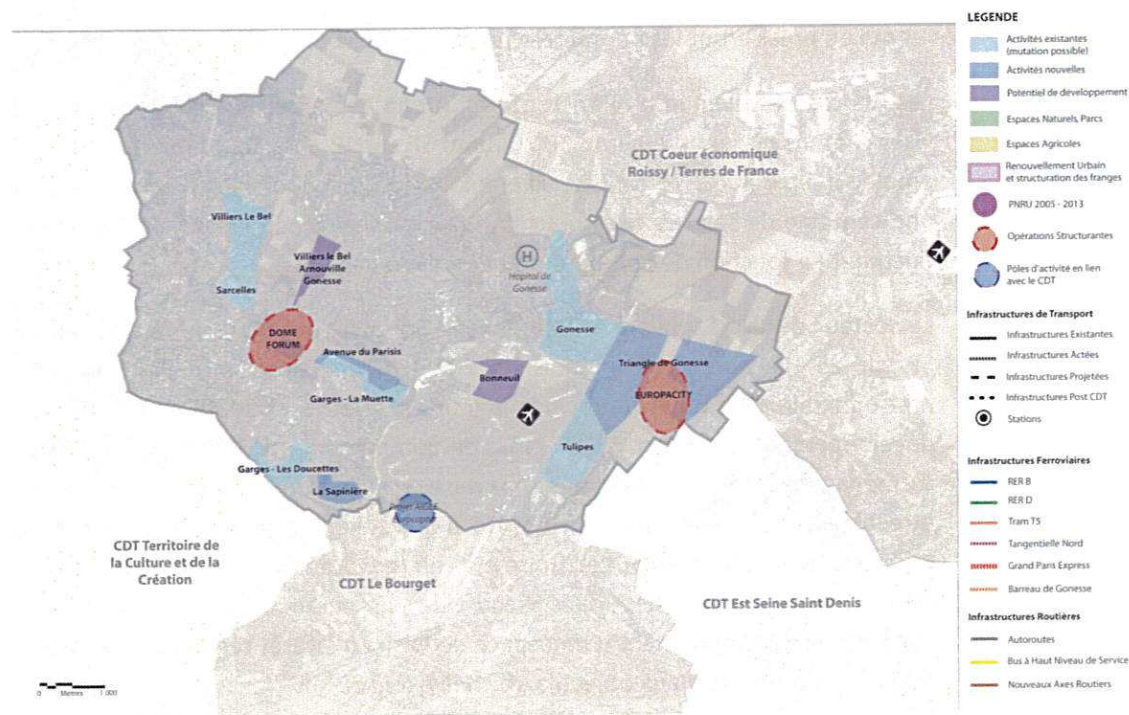 CDT Coeur économique
Roissy / Terres de France
Villiers Le Bel
Villiers le Bel
Arnouville
Gonesse
Sarcelles
H
Hopital de
Gonesse
DOME
FORUM
Avenue du Parisis
Garges - La Muette
Gonesse
Triangle de Gonesse
Bonneuil
EUROPACITY
Tulipes
Garges - Les Doucettes
La Sapinière
CDT Territoire de
la Culture et de la
Création
CDT Le Bourget
CDT Est Seine Saint Denis
0 Metres 1 000
LEGENDE
Activités existantes
(mutation possible)
Activités nouvelles
Potentiel de développement
Espaces Naturels, Parcs
Espaces Agricoles
Renouvellement Urbain
et structuration des franges
PNRU 2005 - 2013
Opérations Structurantes
Pôles d'activité en lien
avec le CDT
Infrastructures de Transport
Infrastructures Existantes
Infrastructures Actées
Infrastructures Projetées
Infrastructures Post CDT
Stations
Infrastructures Ferroviaires
RER B
RER D
Tram T5
Tangentielle Nord
Grand Paris Express
Barreau de Gonesse
Infrastructures Routières
Autoroutes
Bus à Haut Niveau de Service
Nouveaux Axes Routiers